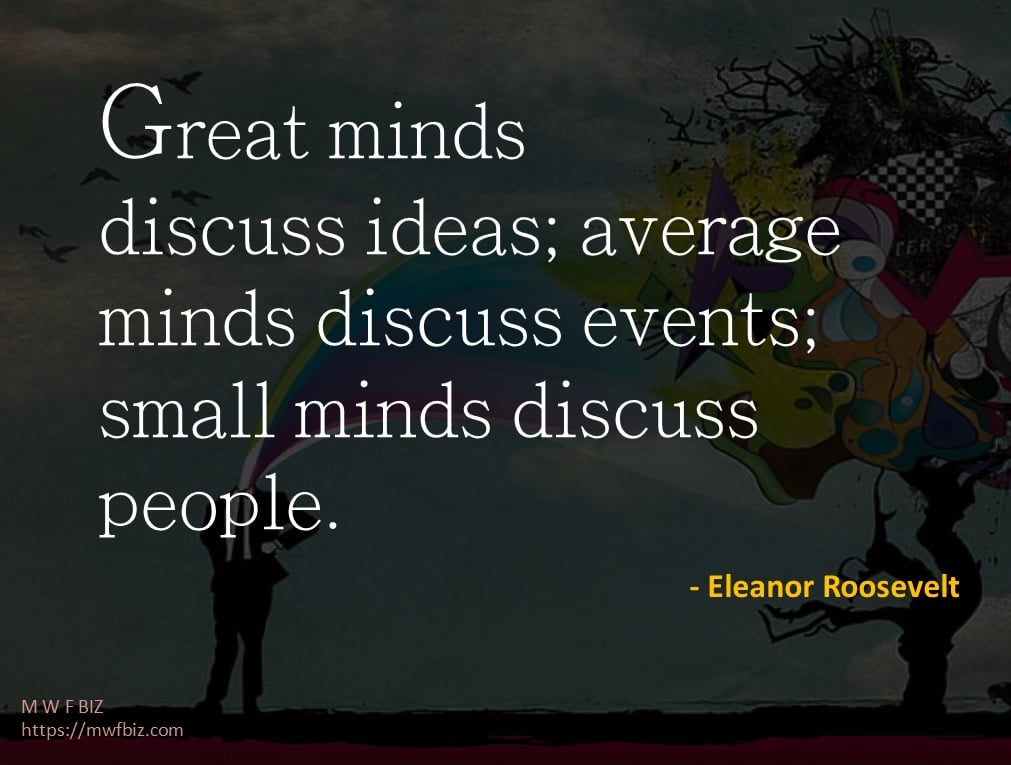 Great minds
discuss ideas; average
minds discuss events;
small minds discuss
people.
- Eleanor Roosevelt
M W F BIZ
https://mwfbiz.com